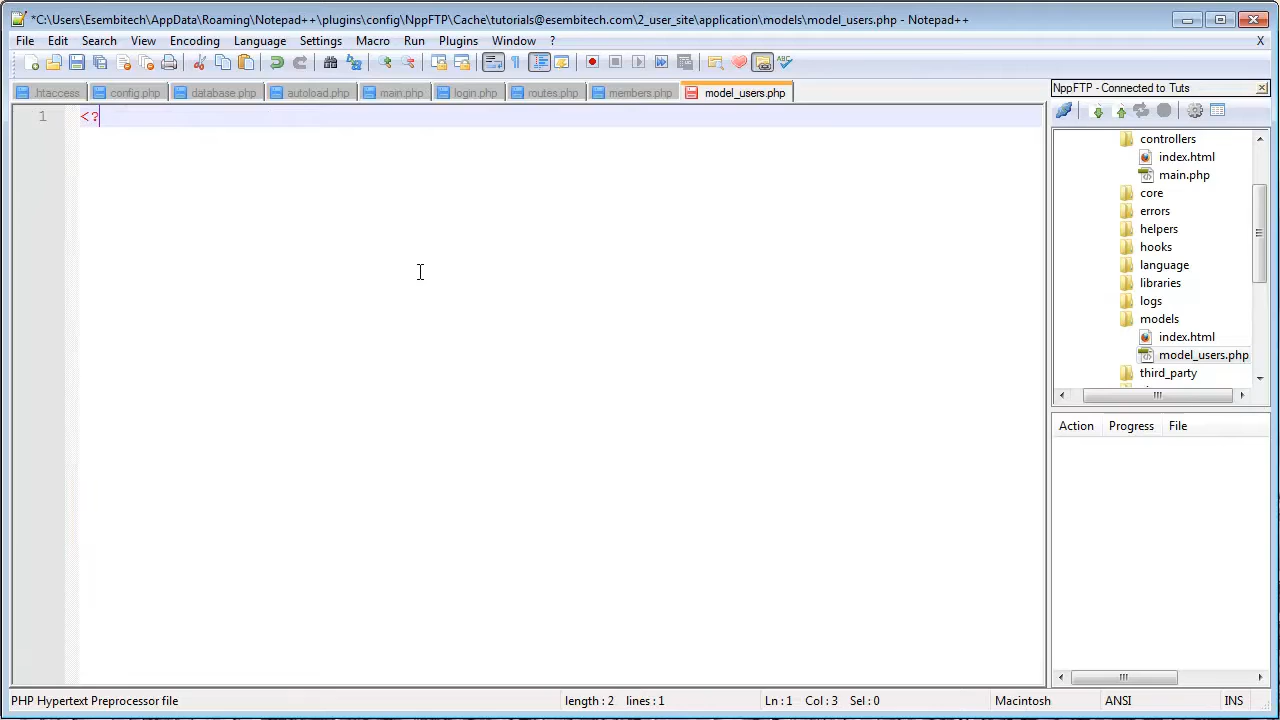 *C:\Users\Esembitech\AppData\Roaming\Notepad++\plugins\config\NppFTP\Cache\tutorials@esembitech.com\2_user_site\application\models\model_users.php - Notepad++
File Edit Search View Encoding Language Settings Macro Run Plugins Window ? X
.htaccess config.php database.php autoload.php main.php login.php routes.php members.php model_users.php
NppFTP - Connected to Tuts
1 <?
controllers
index.html
main.php
core
errors
helpers
hooks
language
libraries
logs
models
index.html
model_users.php
third_party
Action Progress File
PHP Hypertext Preprocessor file length : 2 lines : 1 Ln : 1 Col : 3 Sel : 0 Macintosh ANSI INS